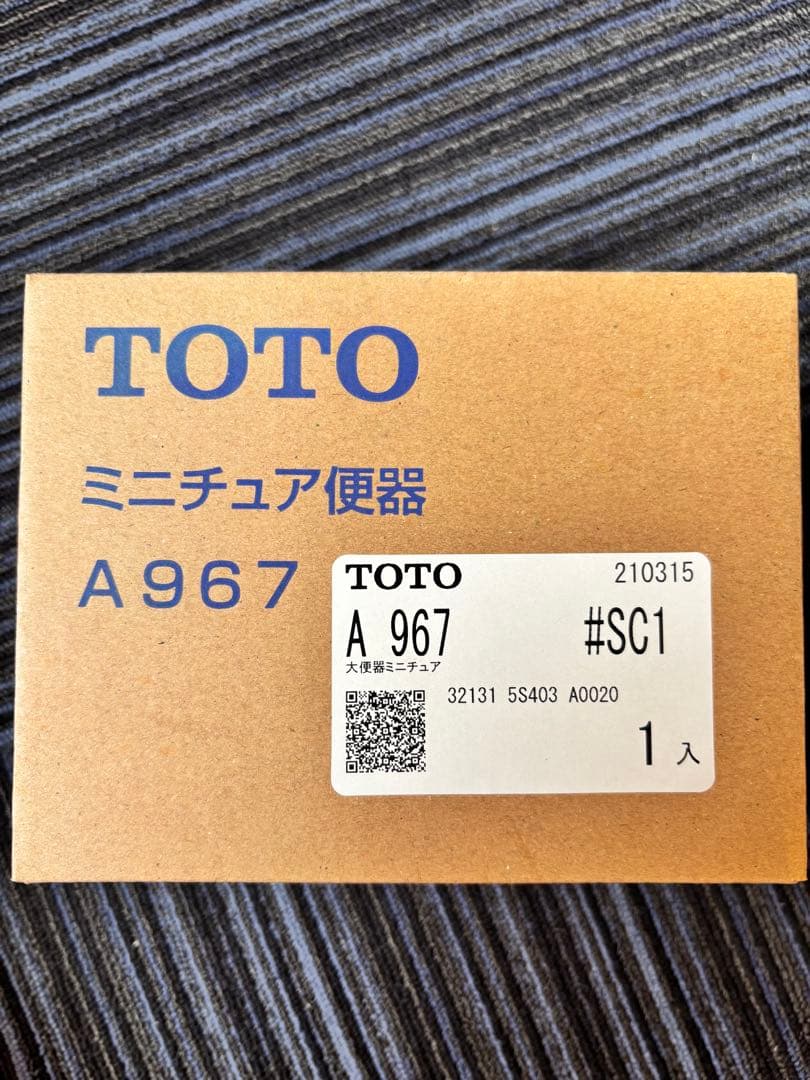 TOTO
ミニチュア便器
A967
TOTO 210315
A 967 #SC1
大便器ミニチュア
32131 5S403 A0020
1入